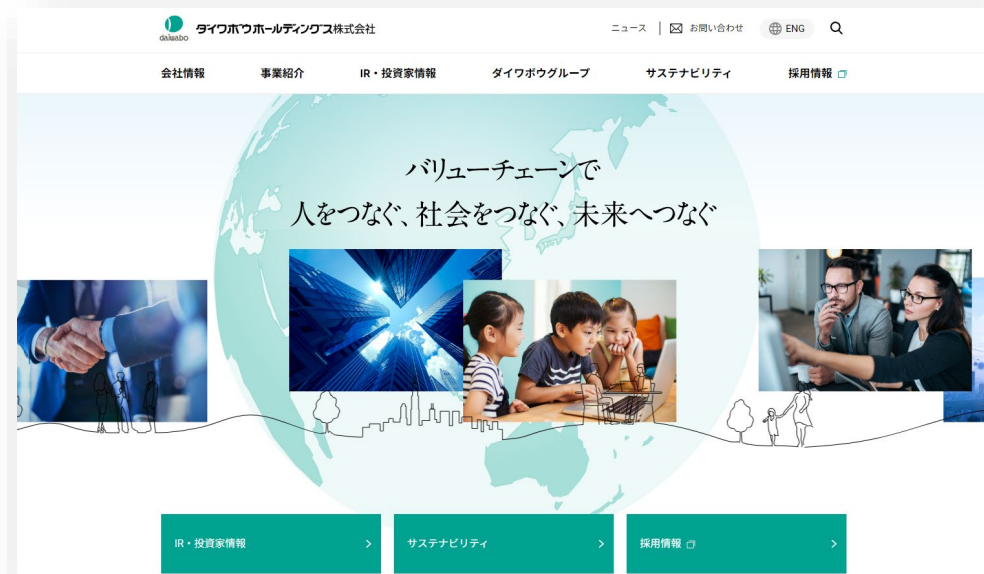 daiwabo
ダイワボウホールディングス株式会社
ニュース
お問い合わせ
ENG
会社情報
事業紹介
IR・投資家情報
ダイワボウグループ
サステナビリティ
採用情報
バリューチェーンで
人をつなぐ、社会をつなぐ、未来へつなぐ
IR・投資家情報
サステナビリティ
採用情報